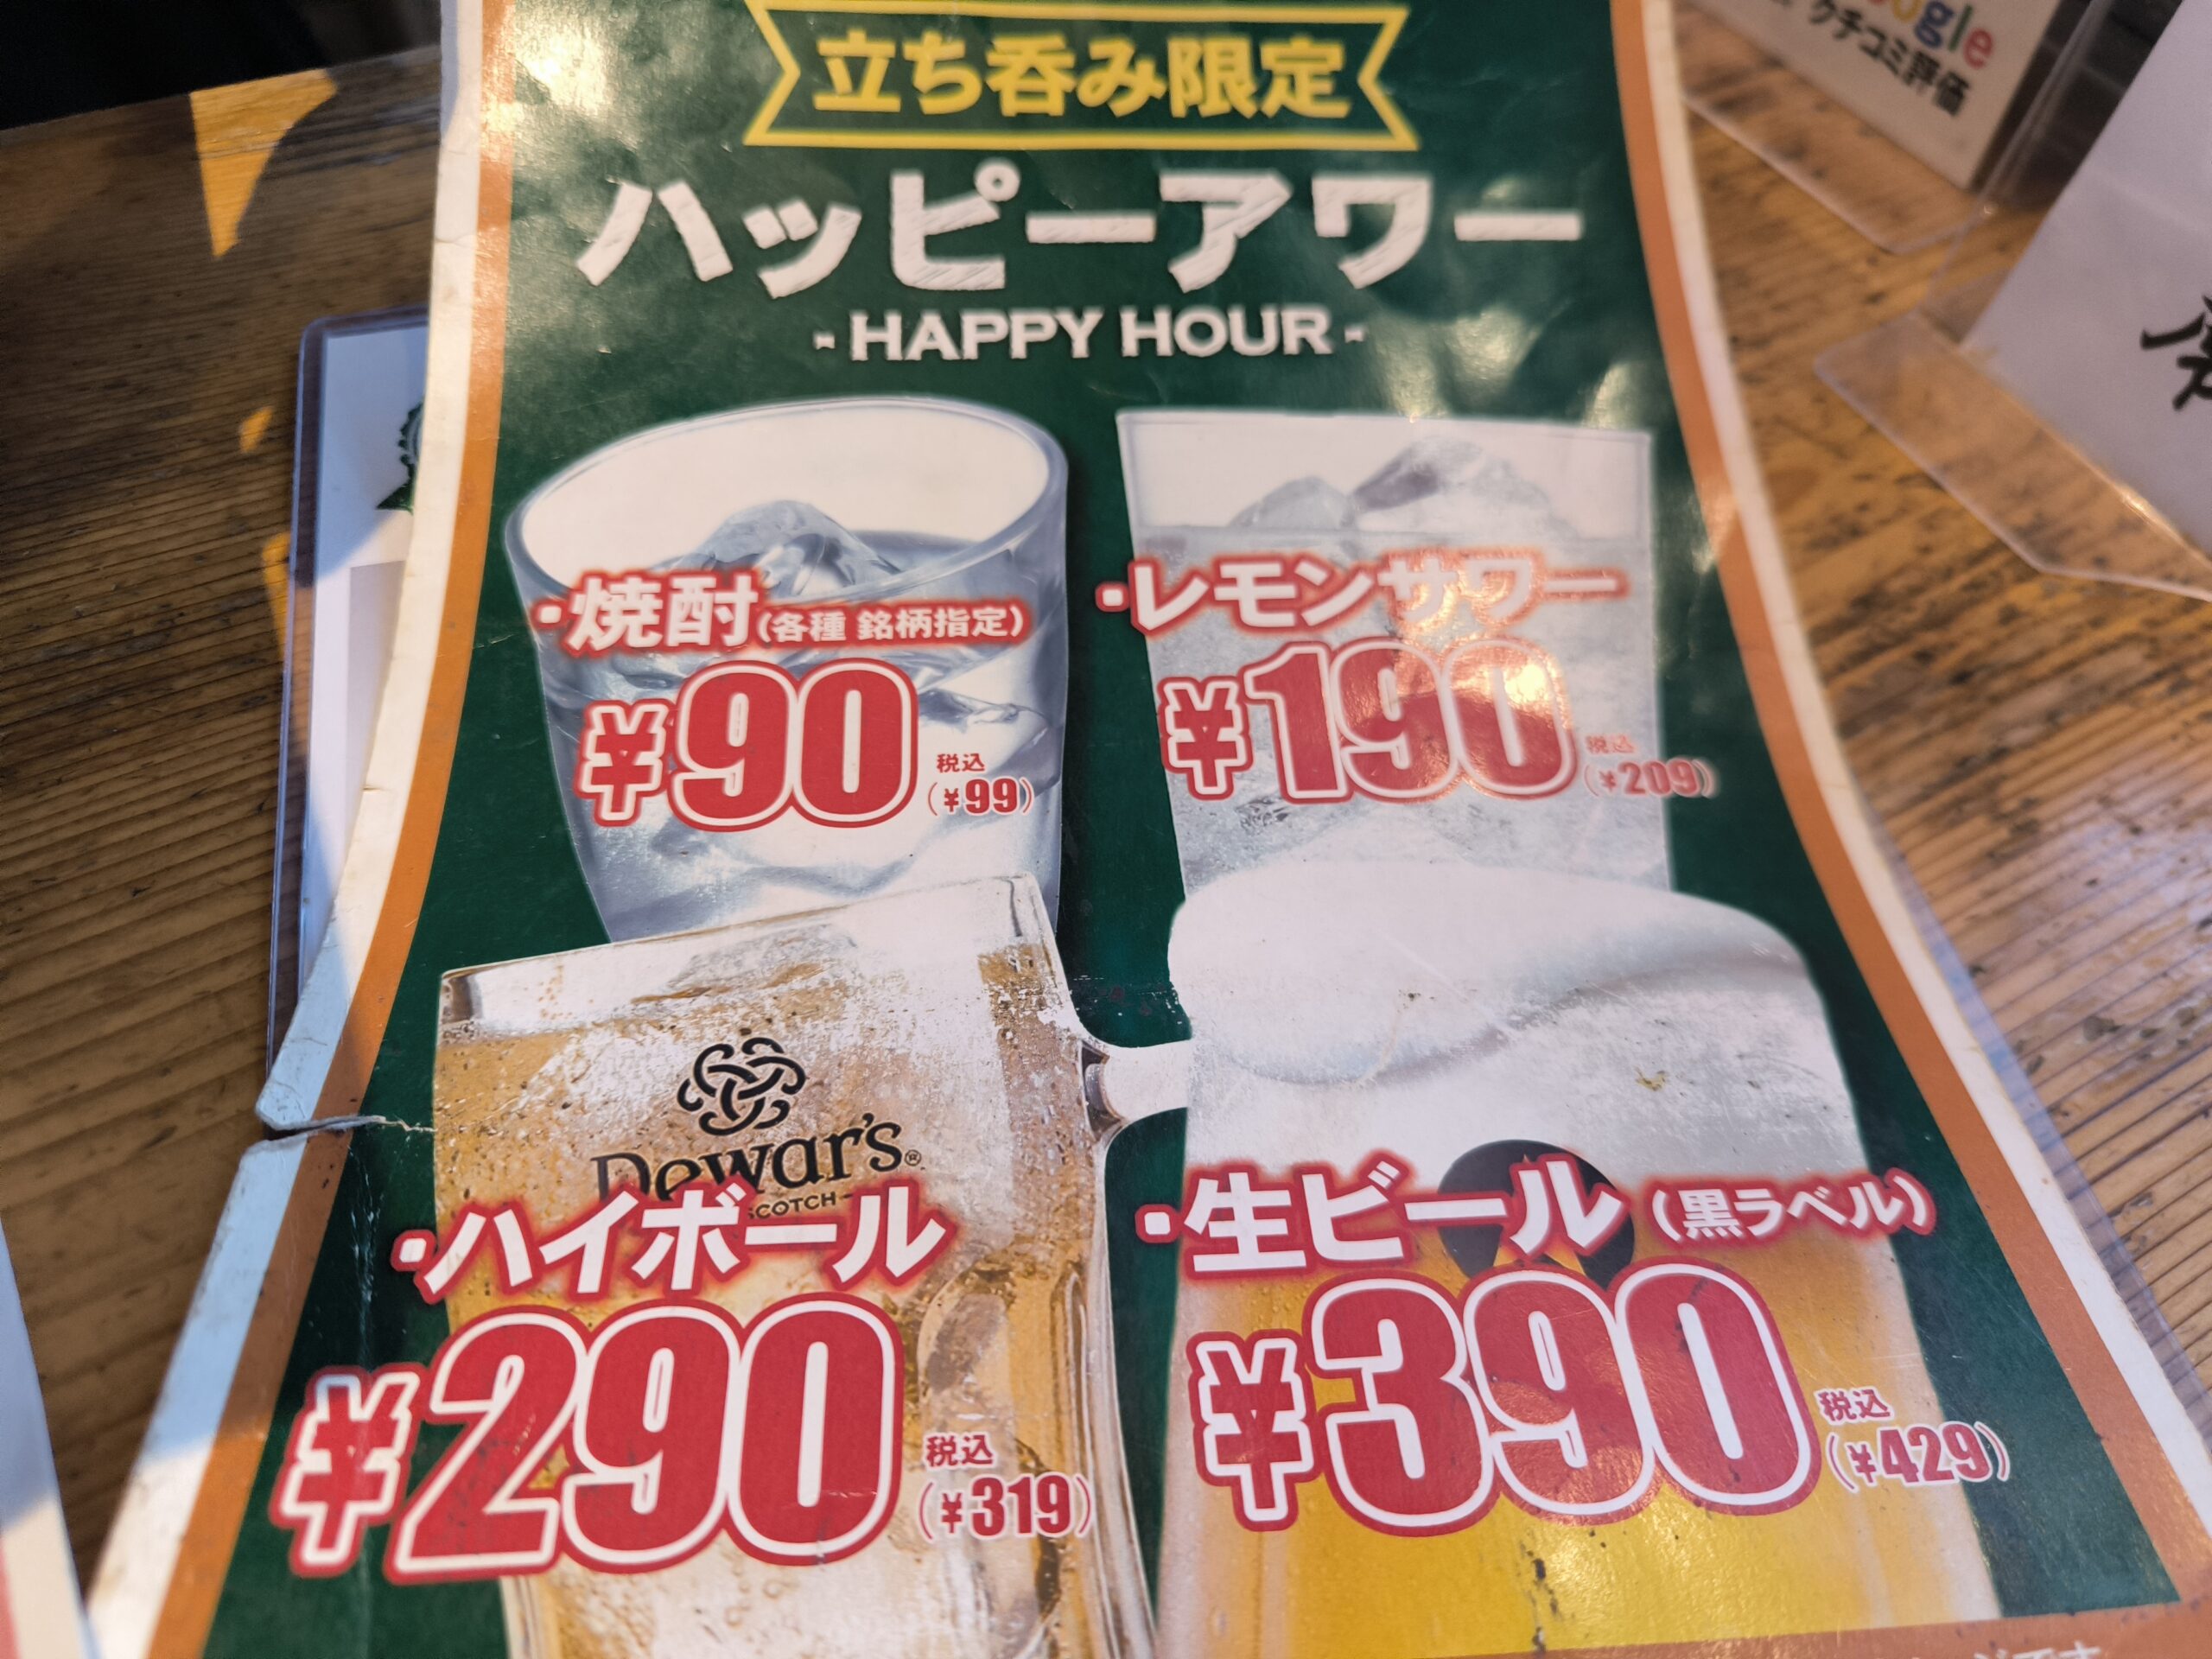 立ち呑み限定
ハッピーアワー
- HAPPY HOUR -
・焼酎(各種 銘柄指定)
¥90 税込(¥99)
・レモンサワー
¥190 税込(¥209)
Dewar's®
SCOTCH
・ハイボール
¥290 税込(¥319)
・生ビール(黒ラベル)
¥390 税込(¥429)
です
クチコミ評価